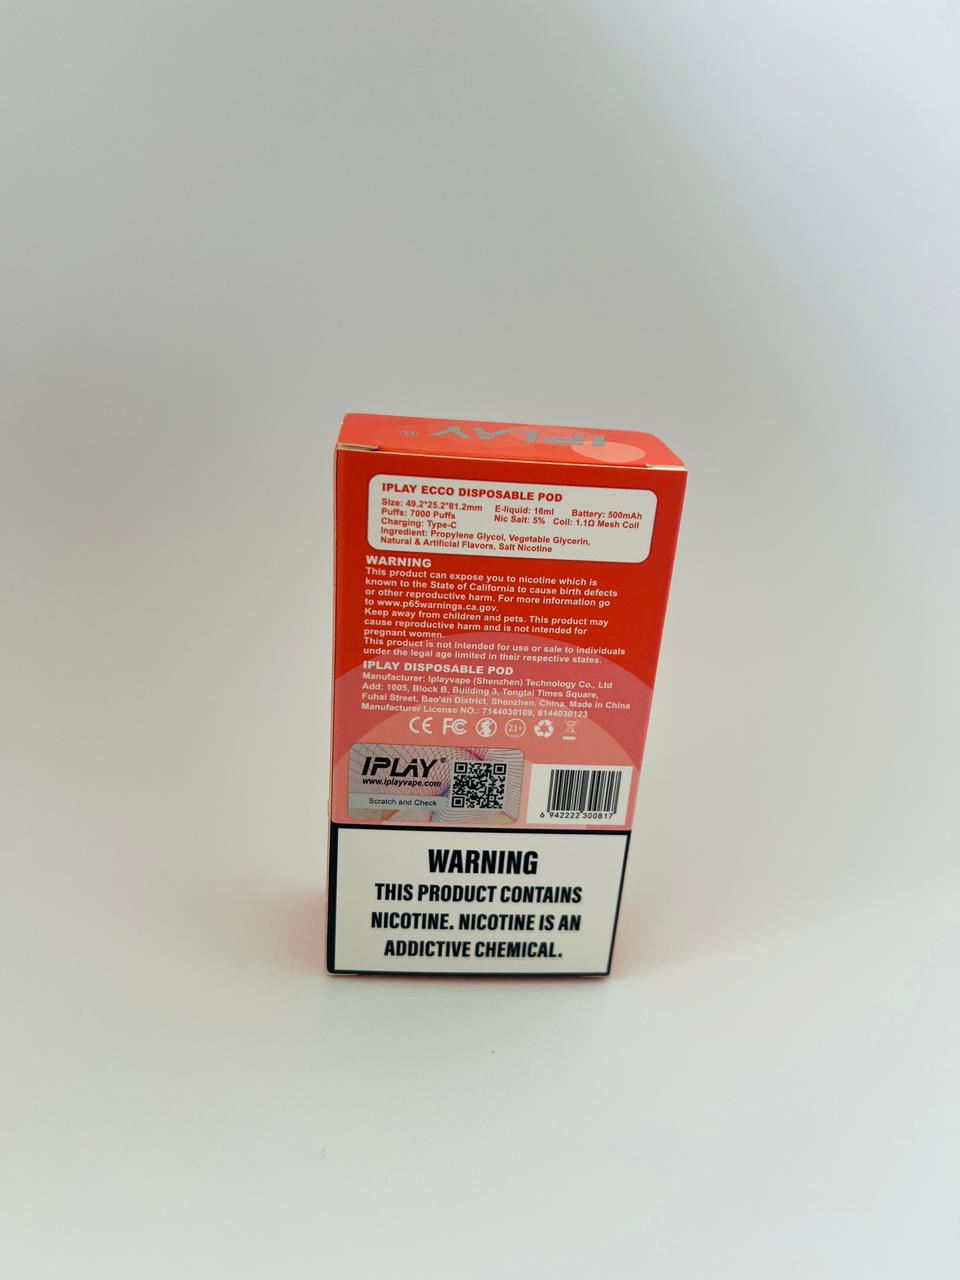 IPLAY ®
IPLAY ECCO DISPOSABLE POD
Size: 49.2*25.2*81.2mm E-liquid: 16ml Battery: 500mAh
Puffs: 7000 Puffs Nic Salt: 5% Coil: 1.1Ω Mesh Coil
Charging: Type-C
Ingredient: Propylene Glycol, Vegetable Glycerin,
Natural & Artificial Flavors, Salt Nicotine
WARNING
This product can expose you to nicotine which is
known to the State of California to cause birth defects
or other reproductive harm. For more information go
to www.p65warnings.ca.gov.
Keep away from children and pets. This product may
cause reproductive harm and is not intended for
pregnant women.
This product is not intended for use or sale to individuals
under the legal age limited in their respective states.
IPLAY DISPOSABLE POD
Manufacturer: Iplayvape (Shenzhen) Technology Co., Ltd
Add: 1005, Block B, Building 3, Tongtai Times Square,
Fuhai Street, Bao'an District, Shenzhen, China. Made in China
Manufacturer License NO.: 7144030109, 6144030123
CE FC 21+
IPLAY®
www.iplayvape.com
Scratch and Check
6 942222 300817
WARNING
THIS PRODUCT CONTAINS
NICOTINE. NICOTINE IS AN
ADDICTIVE CHEMICAL.